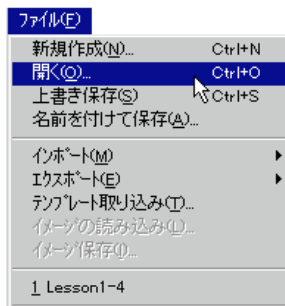 ファイル(F)
新規作成(N)... Ctrl+N
開く(O)... Ctrl+O
上書き保存(S) Ctrl+S
名前を付けて保存(A)...
インポート(M)
エクスポート(E)
テンプレート取り込み(T)...
イメージの読み込み(L)...
イメージ保存(I)...
1 Lesson1-4